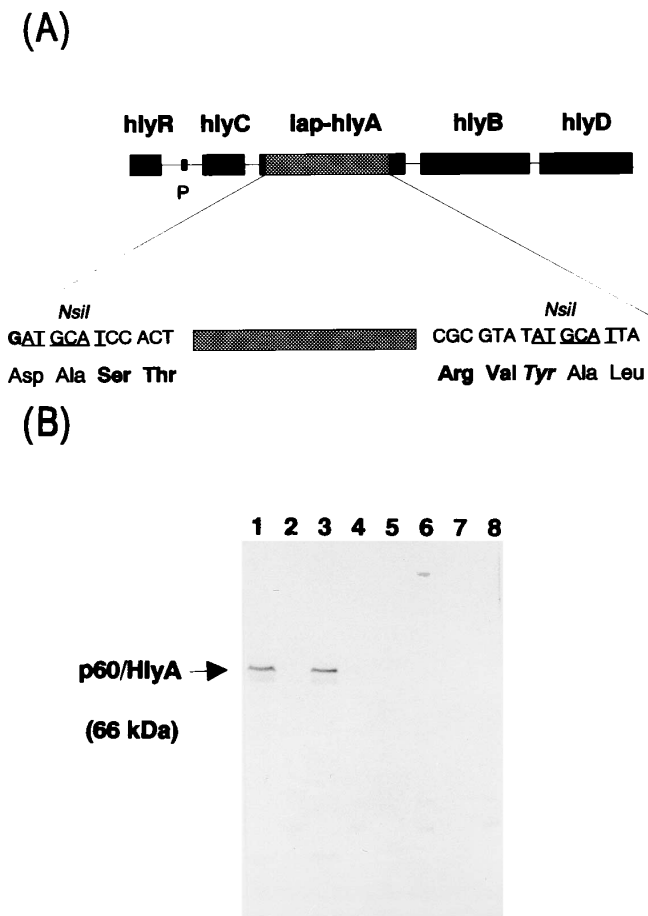 (A)
hlyR hlyC iap-hlyA hlyB hlyD
P
NsiI NsiI
GAT GCA TCC ACT CGC GTA TAT GCA TTA
Asp Ala Ser Thr Arg Val Tyr Ala Leu
(B)
1 2 3 4 5 6 7 8
p60/HlyA
(66 kDa)